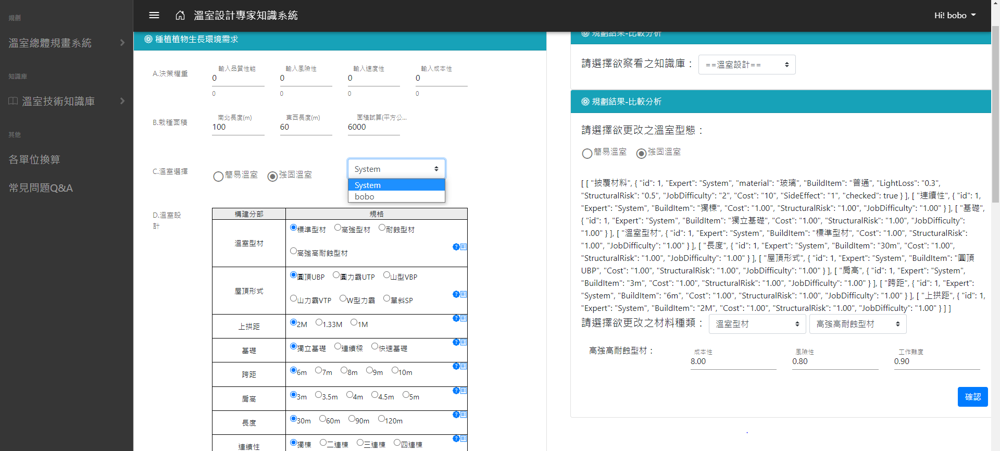 規劃
溫室總體規畫系統
知識庫
溫室技術知識庫
其他
各單位換算
常見問題Q&A
溫室設計專家知識系統
Hi! bobo
種植植物生長環境需求
A.決策權重
輸入品質性能 輸入風險性 輸入速度性 輸入成本性
0 0 0 0
0 0 0 0
B.栽種面積
南北長度(m) 東西長度(m) 面積試算(平方公...
100 60 6000
C.溫室選擇
簡易溫室 強固溫室
System
System
bobo
D.溫室設
計
構建分部 規格
溫室型材
標準型材 高強型材 耐蝕型材
高強高耐蝕型材
屋頂形式
圓頂UBP 圓力霸UTP 山型VBP
山力霸VTP W型力霸 單斜SP
上拱距
2M 1.33M 1M
基礎
獨立基礎 連續樑 快速基礎
跨距
6m 7m 8m 9m 10m
肩高
3m 3.5m 4m 4.5m 5m
長度
30m 60m 90m 120m
連續性
獨棟 二連棟 三連棟 四連棟
規劃結果-比較分析
請選擇欲察看之知識庫：
==溫室設計==
規劃結果-比較分析
請選擇欲更改之溫室型態：
簡易溫室 強固溫室
[ [ "披覆材料", { "id": 1, "Expert": "System", "material": "玻璃", "BuildItem": "普通", "LightLoss": "0.3",
"StructuralRisk": "0.5", "JobDifficulty": "2", "Cost": "10", "SideEffect": "1", "checked": true } ], [ "連續性", { "id": 1,
"Expert": "System", "BuildItem": "獨棟", "Cost": "1.00", "StructuralRisk": "1.00", "JobDifficulty": "1.00" } ], [ "基礎",
{ "id": 1, "Expert": "System", "BuildItem": "獨立基礎", "Cost": "1.00", "StructuralRisk": "1.00", "JobDifficulty":
"1.00" } ], [ "溫室型材", { "id": 1, "Expert": "System", "BuildItem": "標準型材", "Cost": "1.00", "StructuralRisk":
"1.00", "JobDifficulty": "1.00" } ], [ "長度", { "id": 1, "Expert": "System", "BuildItem": "30m", "Cost": "1.00",
"StructuralRisk": "1.00", "JobDifficulty": "1.00" } ], [ "屋頂形式", { "id": 1, "Expert": "System", "BuildItem": "圓頂
UBP", "Cost": "1.00", "StructuralRisk": "1.00", "JobDifficulty": "1.00" } ], [ "肩高", { "id": 1, "Expert": "System",
"BuildItem": "3m", "Cost": "1.00", "StructuralRisk": "1.00", "JobDifficulty": "1.00" } ], [ "跨距", { "id": 1, "Expert":
"System", "BuildItem": "6m", "Cost": "1.00", "StructuralRisk": "1.00", "JobDifficulty": "1.00" } ], [ "上拱距", { "id": 1,
"Expert": "System", "BuildItem": "2M", "Cost": "1.00", "StructuralRisk": "1.00", "JobDifficulty": "1.00" } ] ]
請選擇欲更改之材料種類：
溫室型材 高強高耐蝕型材
高強高耐蝕型材：
成本性 風險性 工作難度
8.00 0.80 0.90
確認